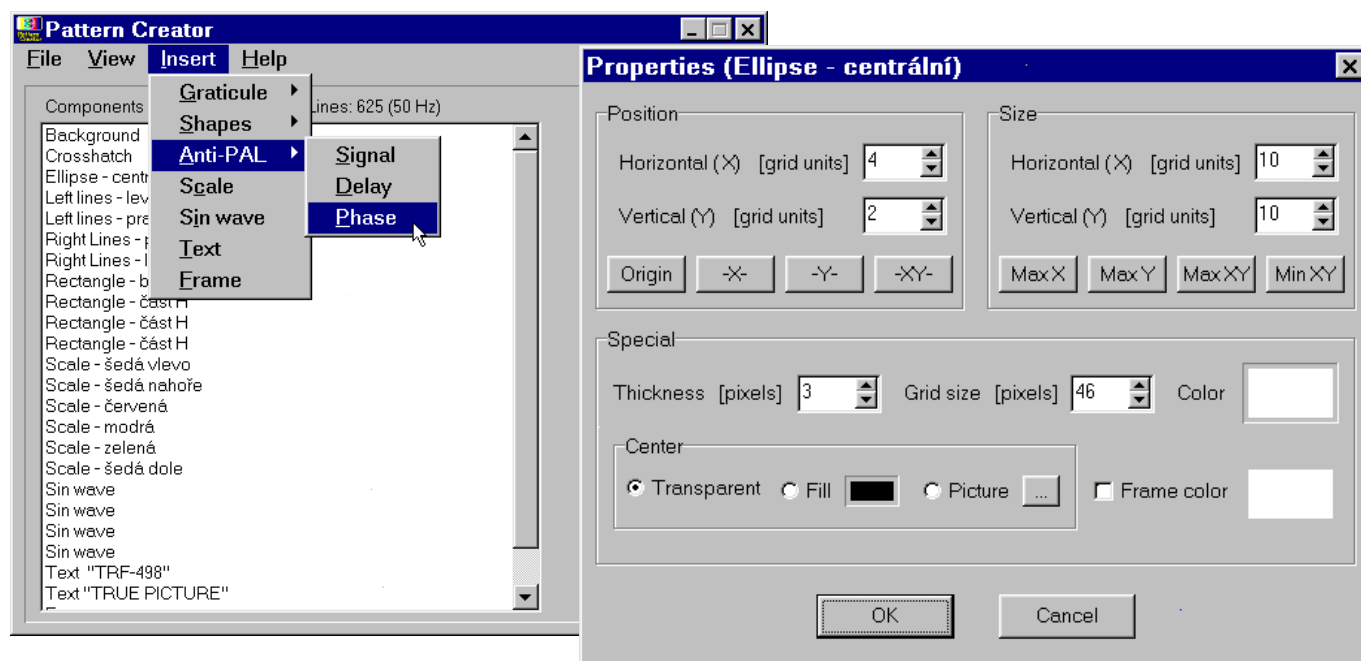 Pattern Creator
File View Insert Help
Components
Lines: 625 (50 Hz)
Background
Crosshatch
Ellipse - centr
Left lines - lev
Left lines - pra
Right Lines - p
Right Lines - l
Rectangle - b
Rectangle - část H
Rectangle - část H
Rectangle - část H
Scale - šedá vlevo
Scale - šedá nahoře
Scale - červená
Scale - modrá
Scale - zelená
Scale - šedá dole
Sin wave
Sin wave
Sin wave
Sin wave
Text "TRF-498"
Text "TRUE PICTURE"
Graticule
Shapes
Anti-PAL
Scale
Sin wave
Text
Frame
Signal
Delay
Phase
Properties (Ellipse - centrální)
Position
Horizontal (X) [grid units] 4
Vertical (Y) [grid units] 2
Origin -X- -Y- -XY-
Size
Horizontal (X) [grid units] 10
Vertical (Y) [grid units] 10
Max X Max Y Max XY Min XY
Special
Thickness [pixels] 3 Grid size [pixels] 46 Color
Center
Transparent Fill Picture ... Frame color
OK Cancel